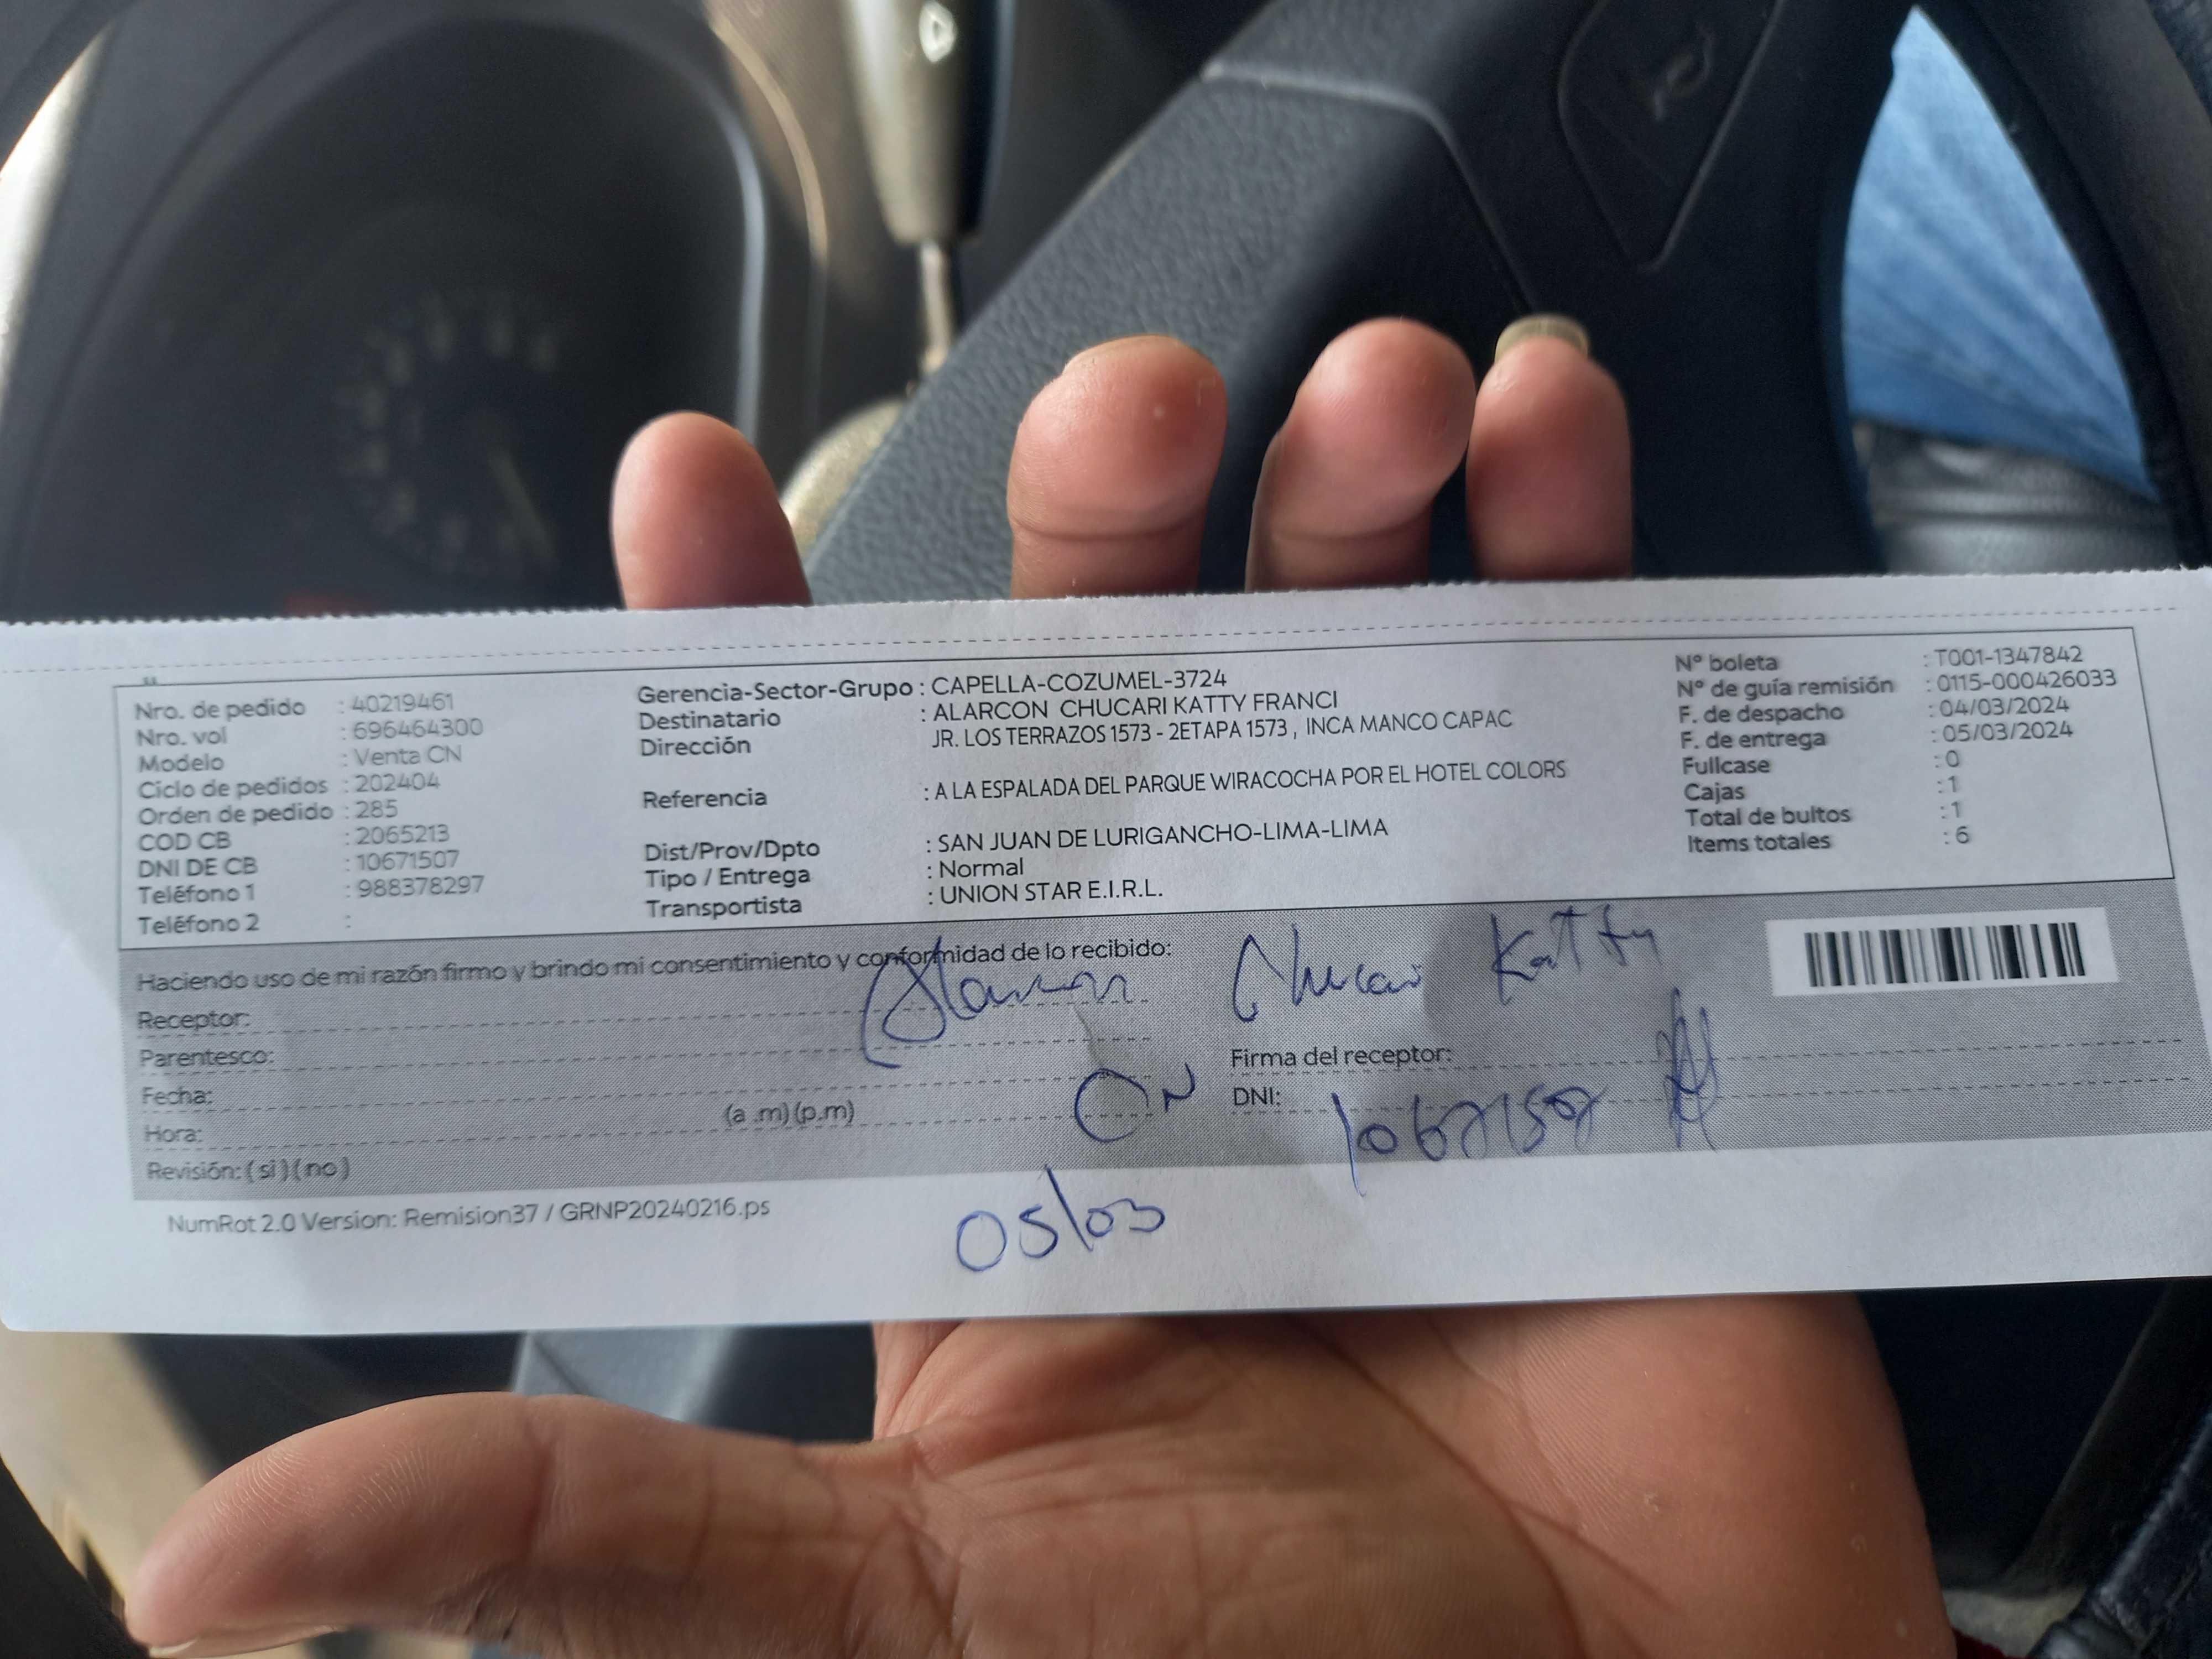 Nro. de pedido : 40219461
Nro. vol : 696464300
Modelo : Venta CN
Ciclo de pedidos : 202404
Orden de pedido : 285
COD CB : 2065213
DNI DE CB : 10671507
Teléfono 1 : 988378297
Teléfono 2 :
Gerencia-Sector-Grupo : CAPELLA-COZUMEL-3724
Destinatario : ALARCON CHUCARI KATTY FRANCI
Dirección JR. LOS TERRAZOS 1573 - 2ETAPA 1573 , INCA MANCO CAPAC
Referencia : A LA ESPALADA DEL PARQUE WIRACOCHA POR EL HOTEL COLORS
Dist/Prov/Dpto : SAN JUAN DE LURIGANCHO-LIMA-LIMA
Tipo / Entrega : Normal
Transportista : UNION STAR E.I.R.L.
Nº boleta : T001-1347842
Nº de guía remisión : 0115-000426033
F. de despacho : 04/03/2024
F. de entrega : 05/03/2024
Fullcase : 0
Cajas : 1
Total de bultos : 1
Items totales : 6
Haciendo uso de mi razón firmo y brindo mi consentimiento y conformidad de lo recibido:
Receptor: Alarcon Chucari Katty
Parentesco: CN
Fecha:
Hora: (a .m) (p.m)
Revisión: ( si ) ( no )
Firma del receptor:
DNI: 10671507
05/03
NumRot 2.0 Version: Remision37 / GRNP20240216.ps